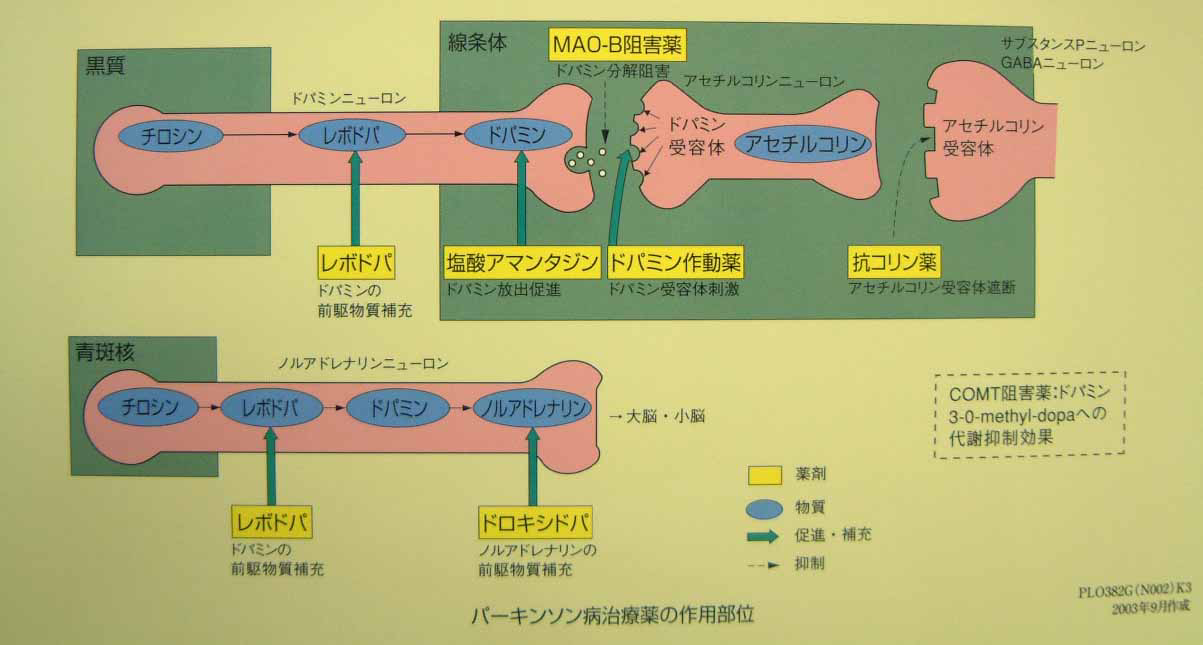 黒質
線条体
MAO-B阻害薬
ドパミン分解阻害
サブスタンスPニューロン
GABAニューロン
ドパミンニューロン
アセチルコリンニューロン
チロシン
レボドパ
ドパミン
ドパミン
受容体
アセチルコリン
アセチルコリン
受容体
レボドパ
ドパミンの
前駆物質補充
塩酸アマンタジン
ドパミン放出促進
ドパミン作動薬
ドパミン受容体刺激
抗コリン薬
アセチルコリン受容体遮断
青斑核
ノルアドレナリンニューロン
チロシン
レボドパ
ドパミン
ノルアドレナリン
→大脳・小脳
COMT阻害薬:ドパミン
3-0-methyl-dopaへの
代謝抑制効果
レボドパ
ドパミンの
前駆物質補充
ドロキシドパ
ノルアドレナリンの
前駆物質補充
薬剤
物質
促進・補充
抑制
パーキンソン病治療薬の作用部位
PLO382G(N002)K3
2003年9月作成